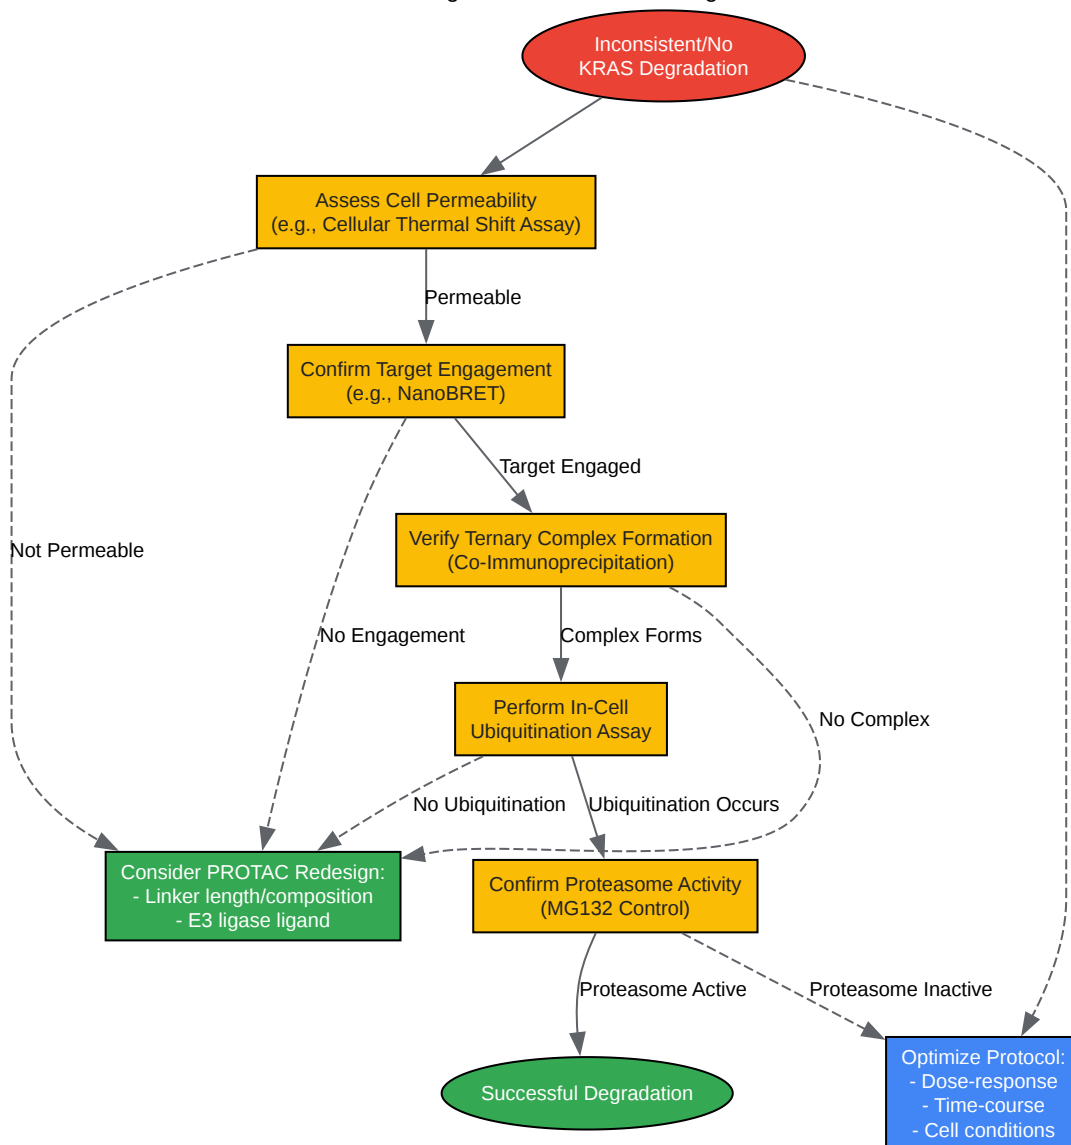 Inconsistent/No
KRAS Degradation
Assess Cell Permeability
(e.g., Cellular Thermal Shift Assay)
Permeable
Confirm Target Engagement
(e.g., NanoBRET)
Target Engaged
Verify Ternary Complex Formation
(Co-Immunoprecipitation)
Not Permeable
No Engagement
Complex Forms
Perform In-Cell
Ubiquitination Assay
No Complex
No Ubiquitination
Ubiquitination Occurs
Consider PROTAC Redesign:
- Linker length/composition
- E3 ligase ligand
Confirm Proteasome Activity
(MG132 Control)
Proteasome Active
Proteasome Inactive
Successful Degradation
Optimize Protocol:
- Dose-response
- Time-course
- Cell conditions